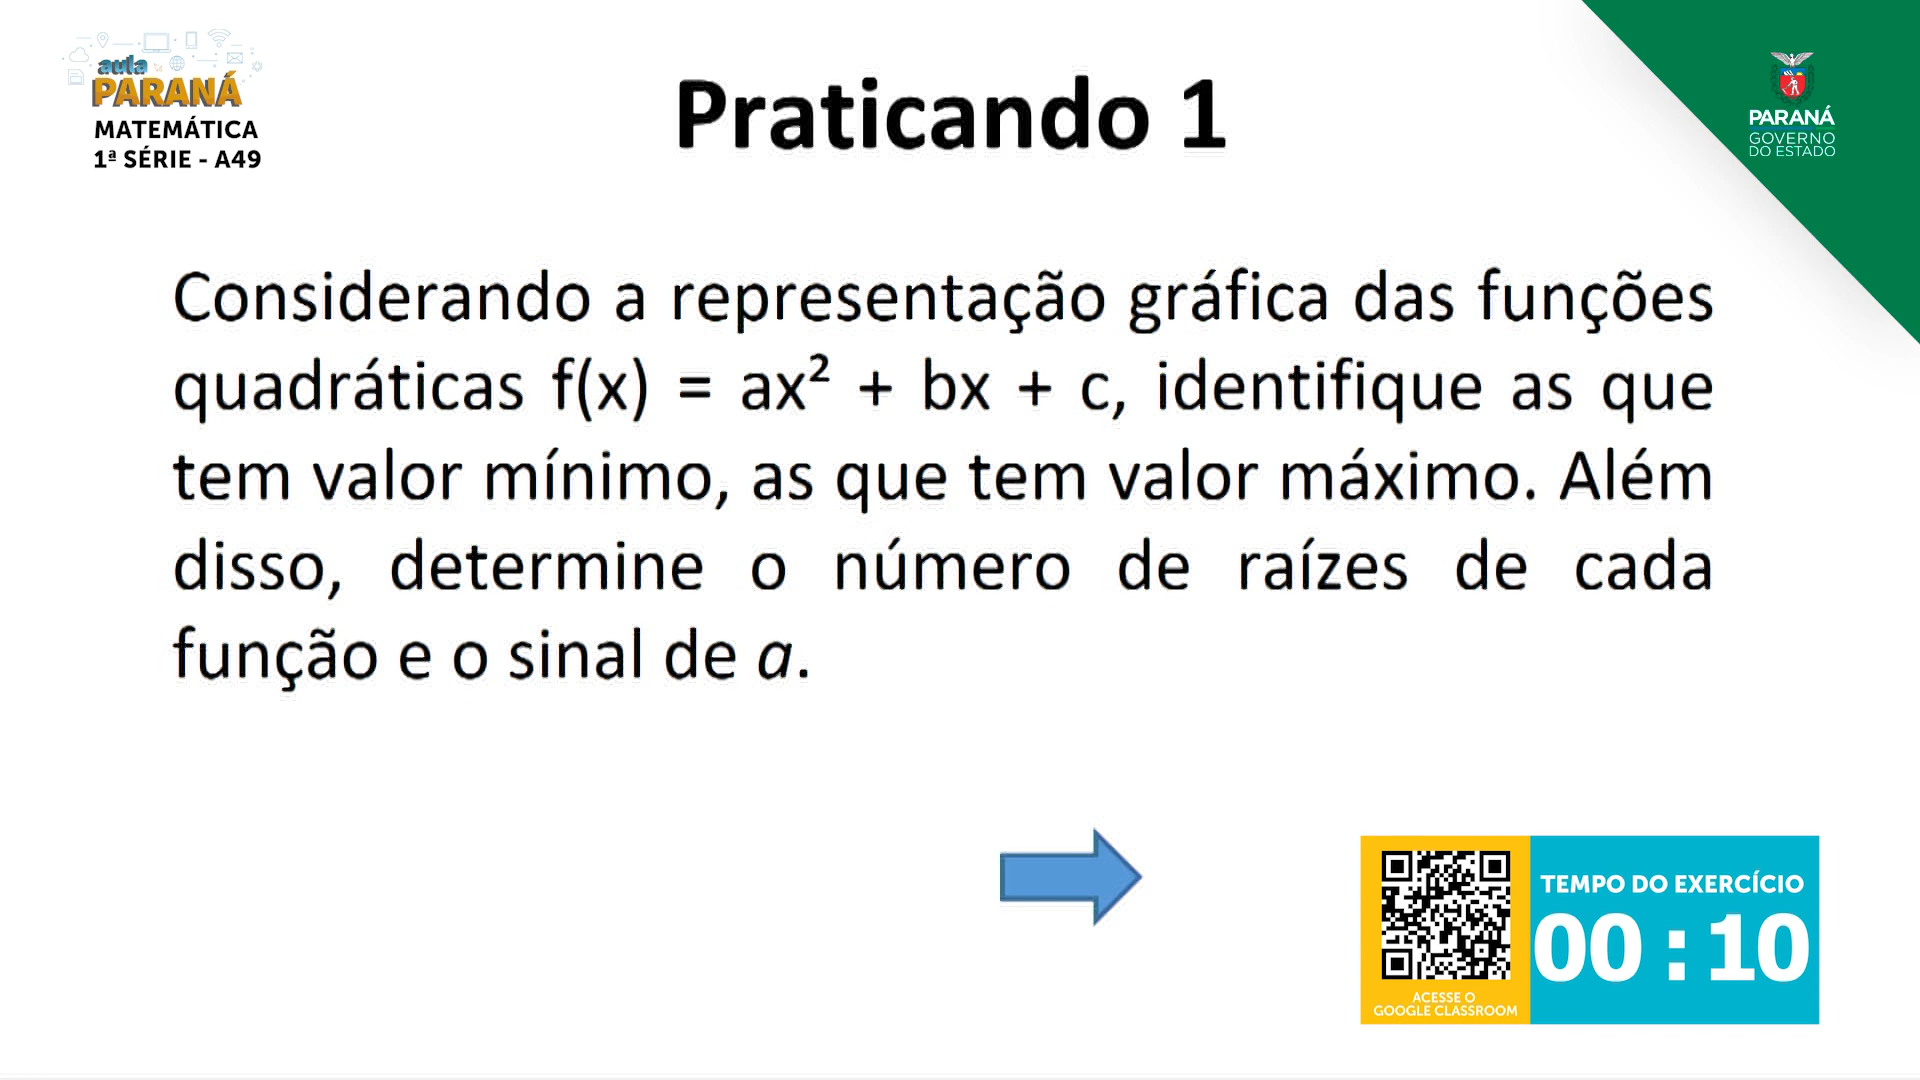 aula
PARANÁ
MATEMÁTICA
1ª SÉRIE - A49
Praticando 1
PARANÁ
GOVERNO
DO ESTADO
Considerando a representação gráfica das funções
quadráticas f(x) = ax² + bx + c, identifique as que
tem valor mínimo, as que tem valor máximo. Além
disso, determine o número de raízes de cada
função e o sinal de a.
TEMPO DO EXERCÍCIO
00 : 10
ACESSE O
GOOGLE CLASSROOM